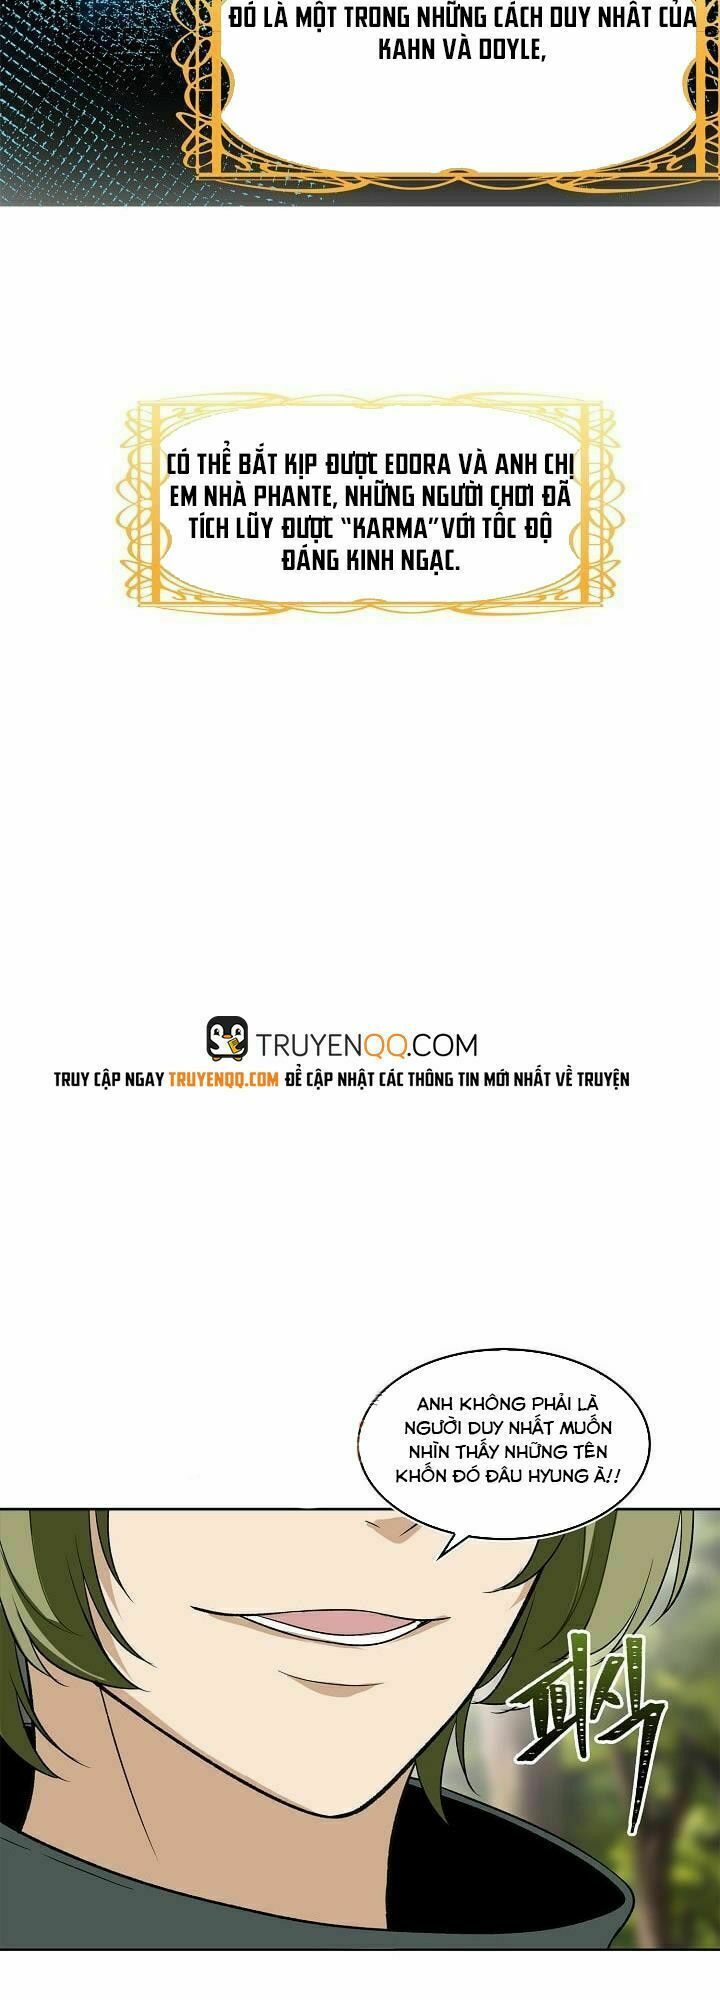 ĐÓ LÀ MỘT TRONG NHỮNG CÁCH DUY NHẤT CỦA
KAHN VÀ DOYLE,
CÓ THỂ BẮT KỊP ĐƯỢC EDORA VÀ ANH CHỊ
EM NHÀ PHANTE, NHỮNG NGƯỜI CHƠI ĐÃ
TÍCH LŨY ĐƯỢC “KARMA”VỚI TỐC ĐỘ
ĐÁNG KINH NGẠC.
TRUYENQQ.COM
TRUY CẬP NGAY TRUYENQQ.COM ĐỂ CẬP NHẬT CÁC THÔNG TIN MỚI NHẤT VỀ TRUYỆN
ANH KHÔNG PHẢI LÀ
NGƯỜI DUY NHẤT MUỐN
NHÌN THẤY NHỮNG TÊN
KHỐN ĐÓ ĐÂU HYUNG À!!
피식